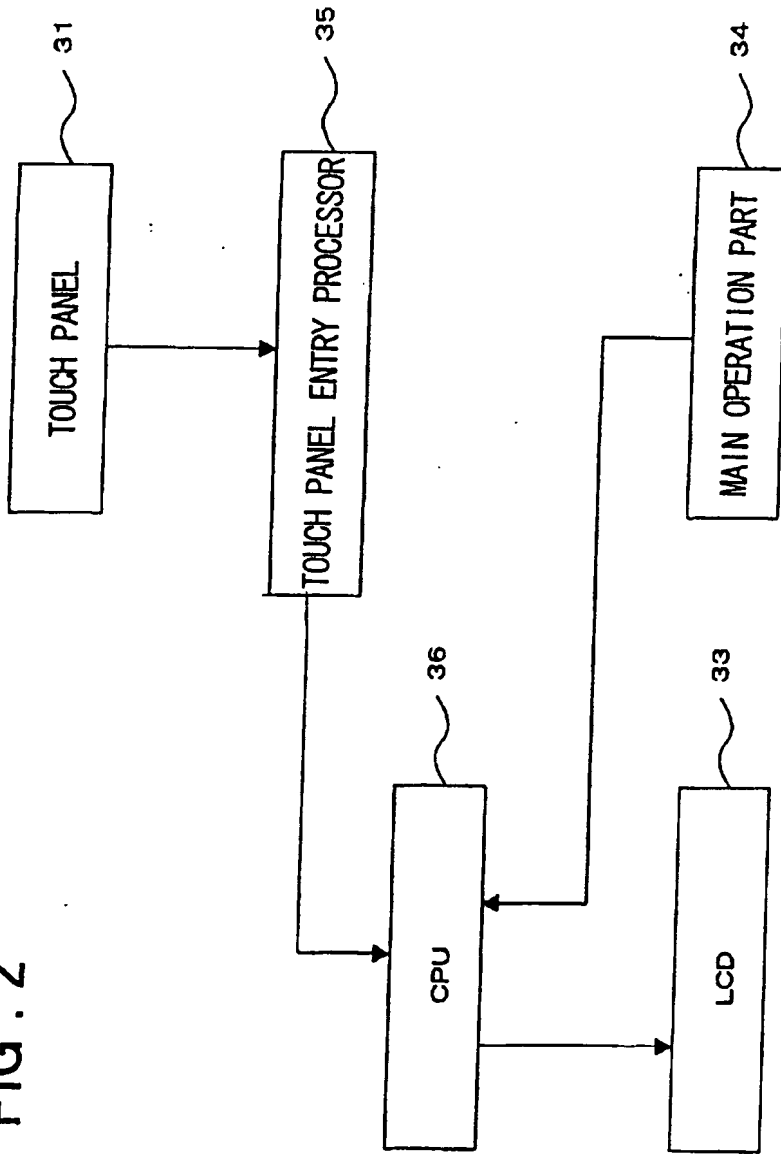 FIG. 2
TOUCH PANEL
31
TOUCH PANEL ENTRY PROCESSOR
35
CPU
36
MAIN OPERATION PART
34
LCD
33